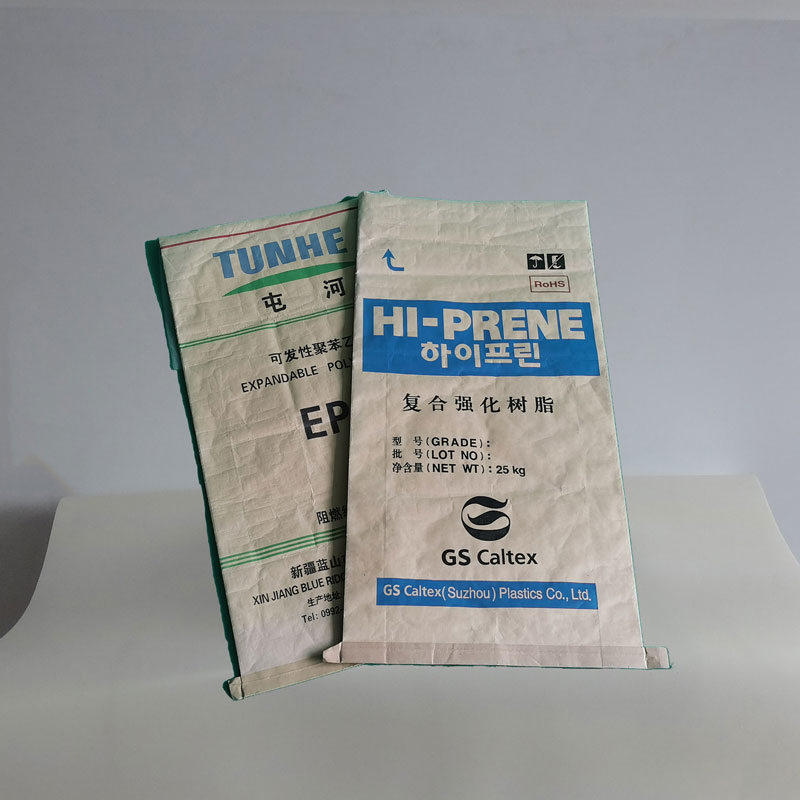 TUNHE
屯 河
可发性聚苯乙
EXPANDABLE
EP
阻燃
新疆蓝山
XIN JIANG BLUE RIDG
生产地址
Tel: 0992
RoHS
HI-PRENE
하이프린
复合强化树脂
型 号(GRADE):
批 号(LOT NO):
净含量(NET WT): 25 kg
GS Caltex
GS Caltex(Suzhou) Plastics Co., Ltd.